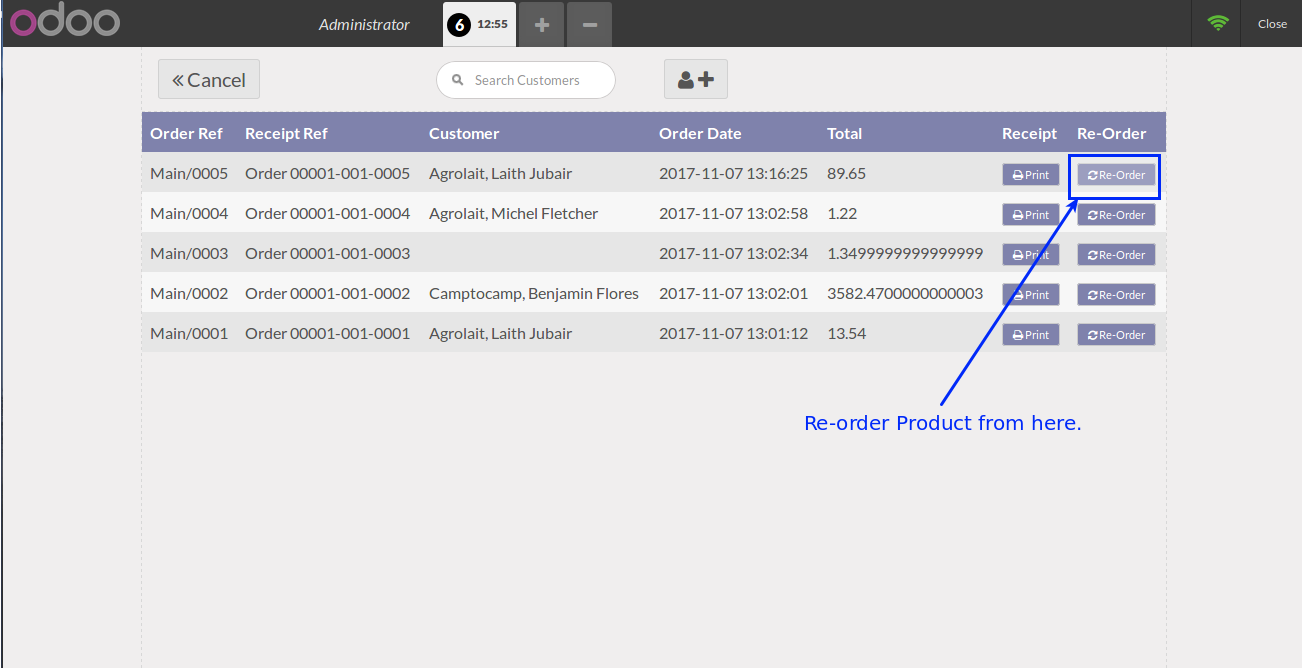 odoo Administrator 6 12:55 Close
Cancel Search Customers
Order Ref Receipt Ref Customer Order Date Total Receipt Re-Order
Main/0005 Order 00001-001-0005 Agrolait, Laith Jubair 2017-11-07 13:16:25 89.65 Print Re-Order
Main/0004 Order 00001-001-0004 Agrolait, Michel Fletcher 2017-11-07 13:02:58 1.22 Print Re-Order
Main/0003 Order 00001-001-0003 2017-11-07 13:02:34 1.3499999999999999 Print Re-Order
Main/0002 Order 00001-001-0002 Camptocamp, Benjamin Flores 2017-11-07 13:02:01 3582.4700000000003 Print Re-Order
Main/0001 Order 00001-001-0001 Agrolait, Laith Jubair 2017-11-07 13:01:12 13.54 Print Re-Order
Re-order Product from here.